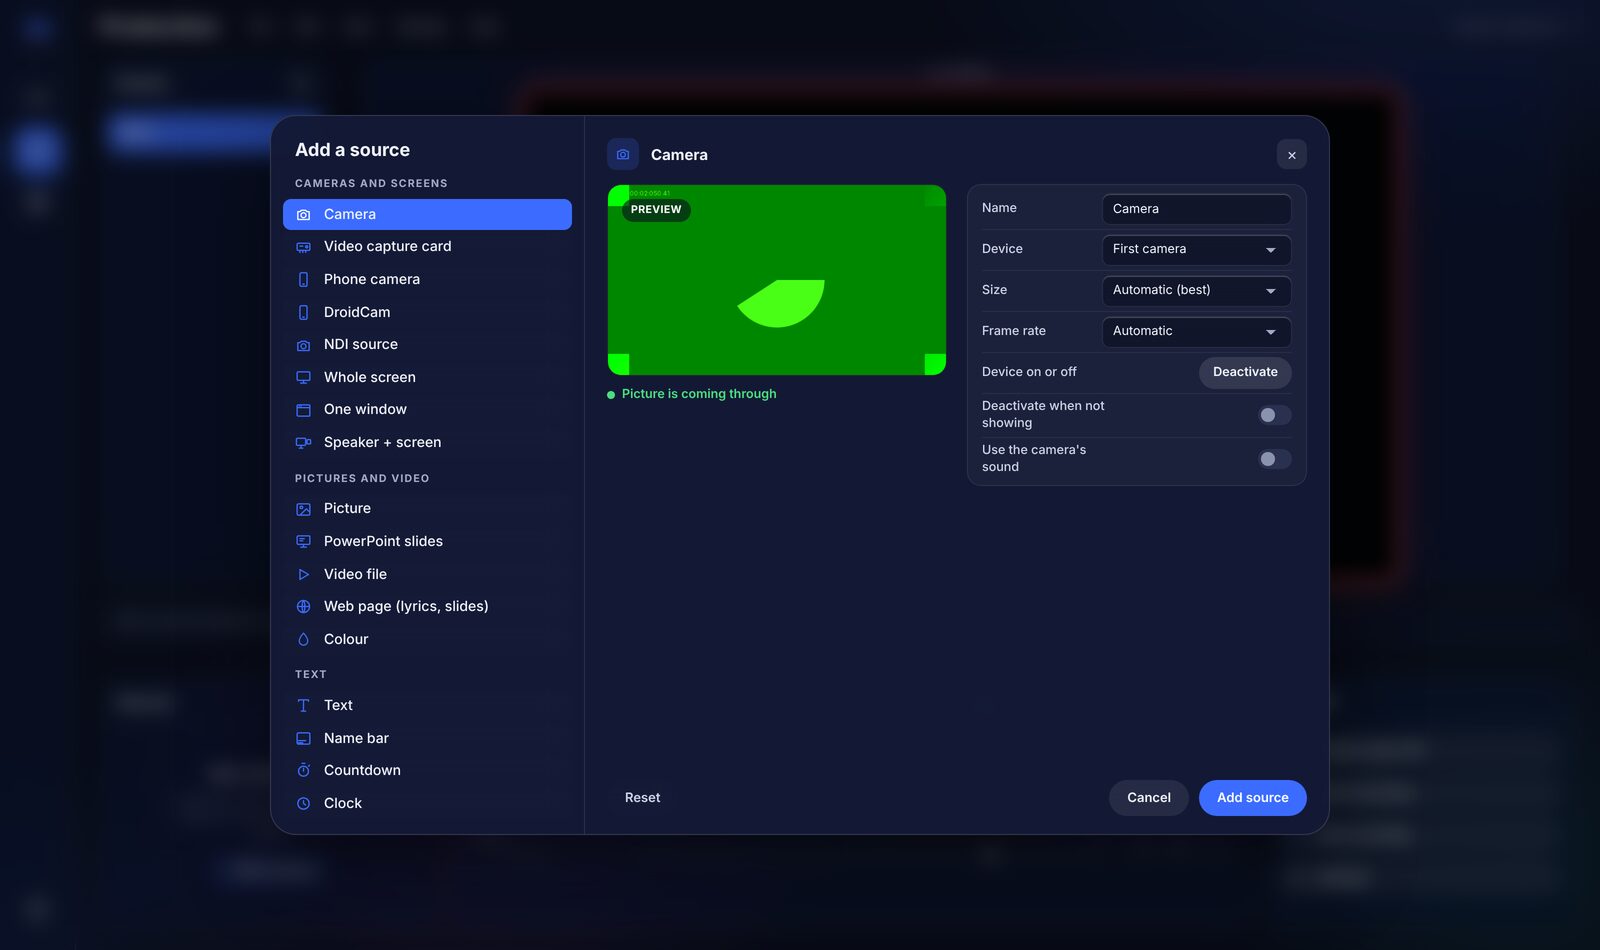 Add a source
CAMERAS AND SCREENS
Camera
Video capture card
Phone camera
DroidCam
NDI source
Whole screen
One window
Speaker + screen
PICTURES AND VIDEO
Picture
PowerPoint slides
Video file
Web page (lyrics, slides)
Colour
TEXT
Text
Name bar
Countdown
Clock
Camera
PREVIEW
Picture is coming through
Name
Camera
Device
First camera
Size
Automatic (best)
Frame rate
Automatic
Device on or off
Deactivate
Deactivate when not
showing
Use the camera's
sound
Reset
Cancel
Add source